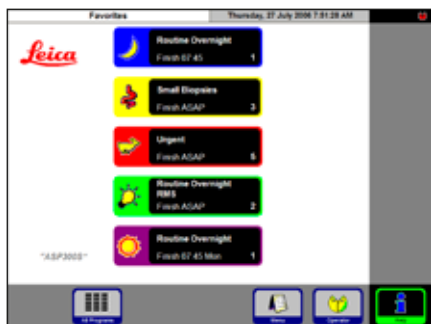 Favorites
Thursday, 27 July 2006 7:51:28 AM
Leica
Routine Overnight
Finish 07:45
1
Small Biopsies
Finish ASAP
3
Urgent
Finish ASAP
5
Routine Overnight
RMS
Finish ASAP
2
Routine Overnight
Finish 07:45 Mon
1
"ASP300S"
All Programs
Menu
Operator